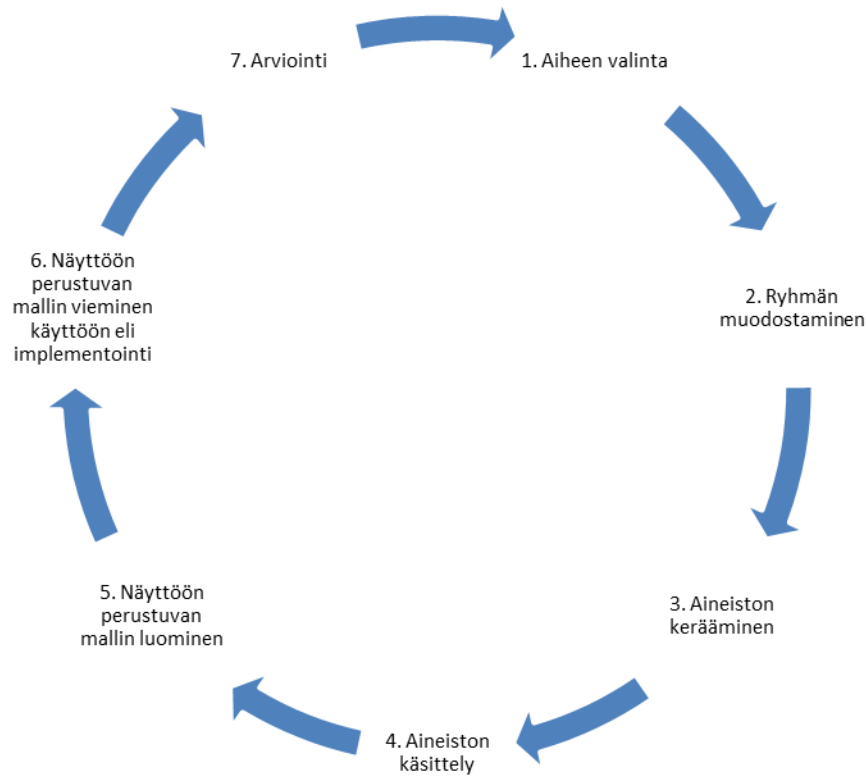 1. Aiheen valinta
2. Ryhmän
muodostaminen
3. Aineiston
kerääminen
4. Aineiston
käsittely
5. Näyttöön
perustuvan
mallin luominen
6. Näyttöön
perustuvan
mallin vieminen
käyttöön eli
implementointi
7. Arviointi